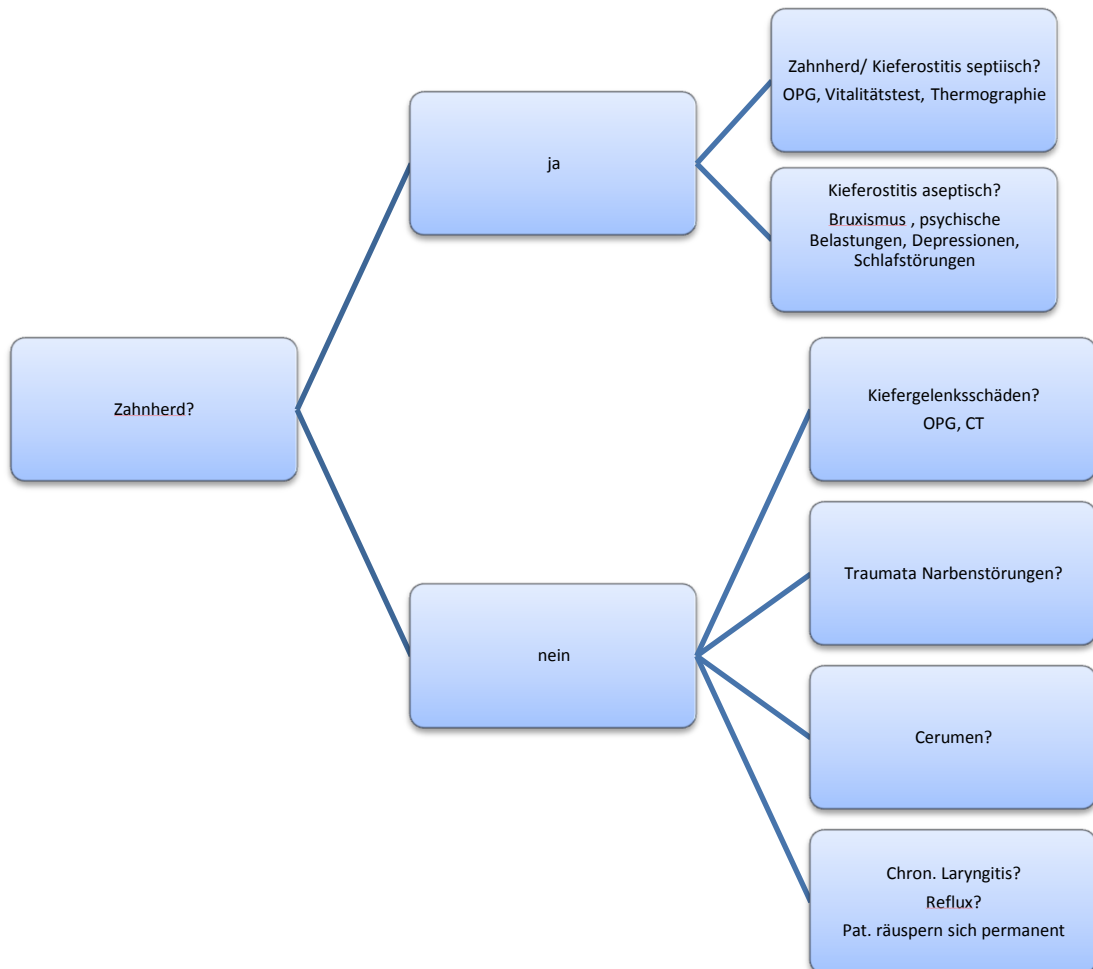 Zahnherd?
ja
Zahnherd/ Kieferostitis septiisch?
OPG, Vitalitätstest, Thermographie
Kieferostitis aseptisch?
Bruxismus , psychische
Belastungen, Depressionen,
Schlafstörungen
nein
Kiefergelenksschäden?
OPG, CT
Traumata Narbenstörungen?
Cerumen?
Chron. Laryngitis?
Reflux?
Pat. räuspern sich permanent